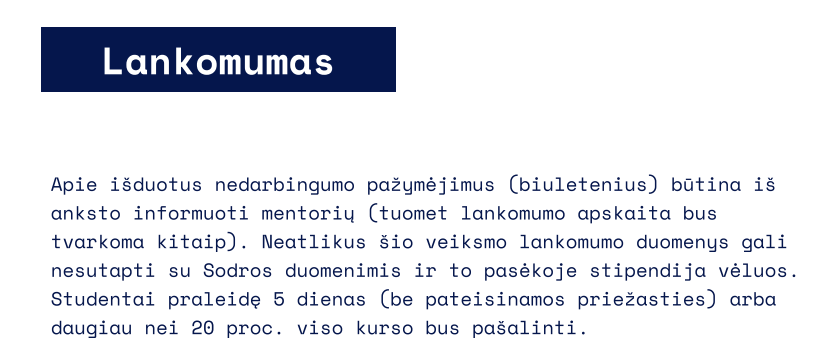 Lankomumas
Apie išduotus nedarbingumo pažymėjimus (biuletenius) būtina iš
anksto informuoti mentorių (tuomet lankomumo apskaita bus
tvarkoma kitaip). Neatlikus šio veiksmo lankomumo duomenys gali
nesutapti su Sodros duomenimis ir to pasėkoje stipendija vėluos.
Studentai praleidę 5 dienas (be pateisinamos priežasties) arba
daugiau nei 20 proc. viso kurso bus pašalinti.